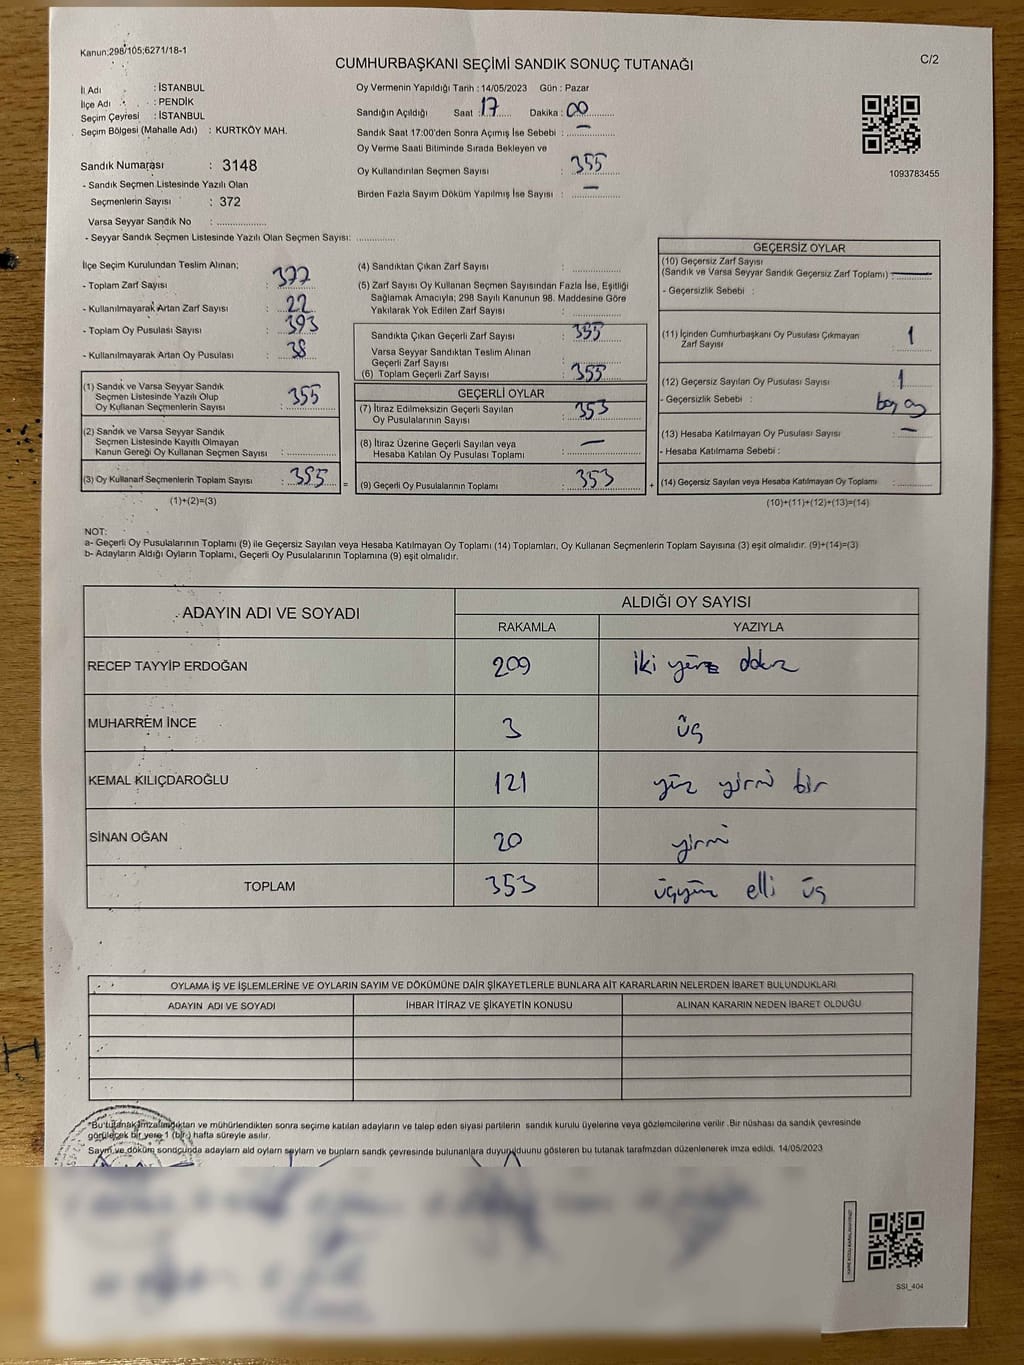 Kanun:298/105;6271/18-1
C/2
CUMHURBAŞKANI SEÇİMİ SANDIK SONUÇ TUTANAĞI
İl Adı : İSTANBUL
İlçe Adı : PENDİK
Seçim Çevresi : İSTANBUL
Seçim Bölgesi (Mahalle Adı) : KURTKÖY MAH.
Sandık Numarası : 3148
- Sandık Seçmen Listesinde Yazılı Olan
Seçmenlerin Sayısı : 372
Varsa Seyyar Sandık No :
- Seyyar Sandık Seçmen Listesinde Yazılı Olan Seçmen Sayısı:
Oy Vermenin Yapıldığı Tarih : 14/05/2023 Gün : Pazar
Sandığın Açıldığı Saat : 17 Dakika : 00
Sandık Saat 17:00'den Sonra Açımış İse Sebebi : —
Oy Verme Saati Bitiminde Sırada Bekleyen ve
Oy Kullandırılan Seçmen Sayısı : 355
Birden Fazla Sayım Döküm Yapılmış İse Sayısı : —
1093783455
İlçe Seçim Kurulundan Teslim Alınan;
- Toplam Zarf Sayısı : 377
- Kullanılmayarak Artan Zarf Sayısı : 22
- Toplam Oy Pusulası Sayısı : 393
- Kullanılmayarak Artan Oy Pusulası : 38
(1) Sandık ve Varsa Seyyar Sandık
Seçmen Listesinde Yazılı Olup
Oy Kullanan Seçmenlerin Sayısı : 355
(2) Sandık ve Varsa Seyyar Sandık
Seçmen Listesinde Kayıtlı Olmayan
Kanun Gereği Oy Kullanan Seçmen Sayısı :
(3) Oy Kullanan Seçmenlerin Toplam Sayısı : 355 =
(1)+(2)=(3)
(4) Sandıktan Çıkan Zarf Sayısı :
(5) Zarf Sayısı Oy Kullanan Seçmen Sayısından Fazla İse, Eşitliği
Sağlamak Amacıyla; 298 Sayılı Kanunun 98. Maddesine Göre
Yakılarak Yok Edilen Zarf Sayısı :
Sandıkta Çıkan Geçerli Zarf Sayısı : 355
Varsa Seyyar Sandıktan Teslim Alınan
Geçerli Zarf Sayısı :
(6) Toplam Geçerli Zarf Sayısı : 355
GEÇERLİ OYLAR
(7) İtiraz Edilmeksizin Geçerli Sayılan
Oy Pusulalarının Sayısı : 353
(8) İtiraz Üzerine Geçerli Sayılan veya
Hesaba Katılan Oy Pusulası Toplamı : —
(9) Geçerli Oy Pusulalarının Toplamı : 353 +
GEÇERSİZ OYLAR
(10) Geçersiz Zarf Sayısı
(Sandık ve Varsa Seyyar Sandık Geçersiz Zarf Toplamı) : —
- Geçersizlik Sebebi :
(11) İçinden Cumhurbaşkanı Oy Pusulası Çıkmayan
Zarf Sayısı : 1
(12) Geçersiz Sayılan Oy Pusulası Sayısı : 1
- Geçersizlik Sebebi : boş oy
(13) Hesaba Katılmayan Oy Pusulası Sayısı : —
- Hesaba Katılmama Sebebi :
(14) Geçersiz Sayılan veya Hesaba Katılmayan Oy Toplamı :
(10)+(11)+(12)+(13)=(14)
NOT:
a- Geçerli Oy Pusulalarının Toplamı (9) ile Geçersiz Sayılan veya Hesaba Katılmayan Oy Toplamı (14) Toplamları, Oy Kullanan Seçmenlerin Toplam Sayısına (3) eşit olmalıdır. (9)+(14)=(3)
b- Adayların Aldığı Oyların Toplamı, Geçerli Oy Pusulalarının Toplamına (9) eşit olmalıdır.
ADAYIN ADI VE SOYADI ALDIĞI OY SAYISI
RAKAMLA YAZIYLA
RECEP TAYYİP ERDOĞAN 209 iki yüz dokuz
MUHARREM İNCE 3 üç
KEMAL KILIÇDAROĞLU 121 yüz yirmi bir
SİNAN OĞAN 20 yirmi
TOPLAM 353 üçyüz elli üç
OYLAMA İŞ VE İŞLEMLERİNE VE OYLARIN SAYIM VE DÖKÜMÜNE DAİR ŞİKAYETLERLE BUNLARA AİT KARARLARIN NELERDEN İBARET BULUNDUKLARI
ADAYIN ADI VE SOYADI İHBAR İTİRAZ VE ŞİKAYETİN KONUSU ALINAN KARARIN NEDEN İBARET OLDUĞU
*Bu tutanak imzalandıktan ve mühürlendikten sonra seçime katılan adayların ve talep eden siyasi partilerin sandık kurulu üyelerine veya gözlemcilerine verilir. Bir nüshası da sandık çevresinde
görülecek bir yere 1 (bir) hafta süreyle asılır.
Sayım ve döküm sonucunda adayların ald oyların sayıların ve bunların sandk çevresinde bulunanlara duyurulduunu gösteren bu tutanak tarafmzdan düzenlenerek imza edildi. 14/05/2023
SSI_404